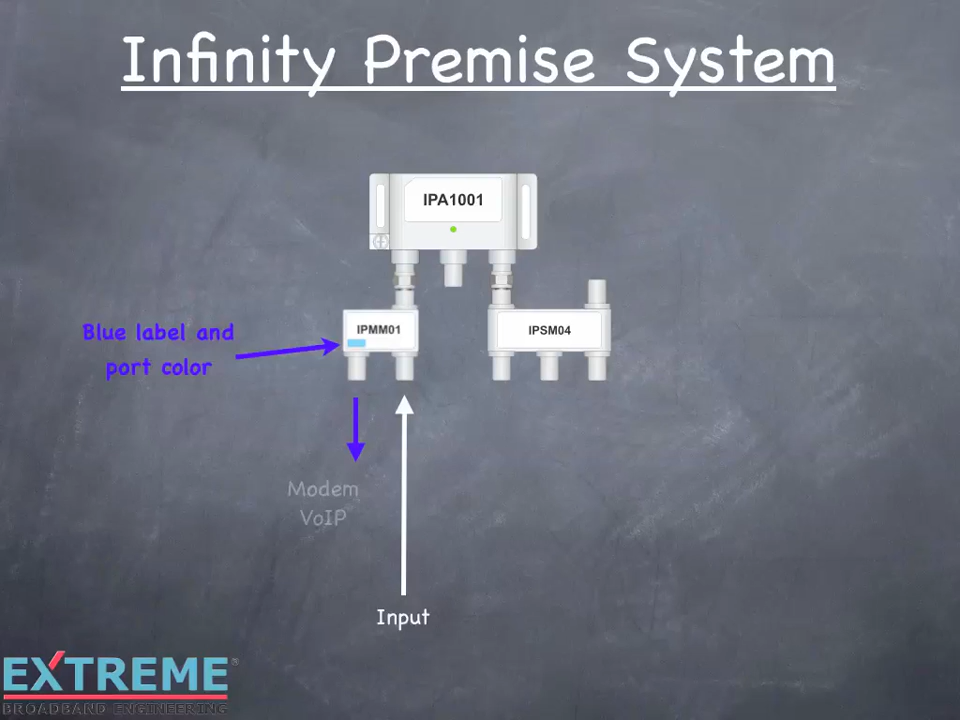 Infinity Premise System
IPA1001
Blue label and
port color
IPMM01
IPSM04
Modem
VoIP
Input
EXTREME®
BROADBAND ENGINEERING